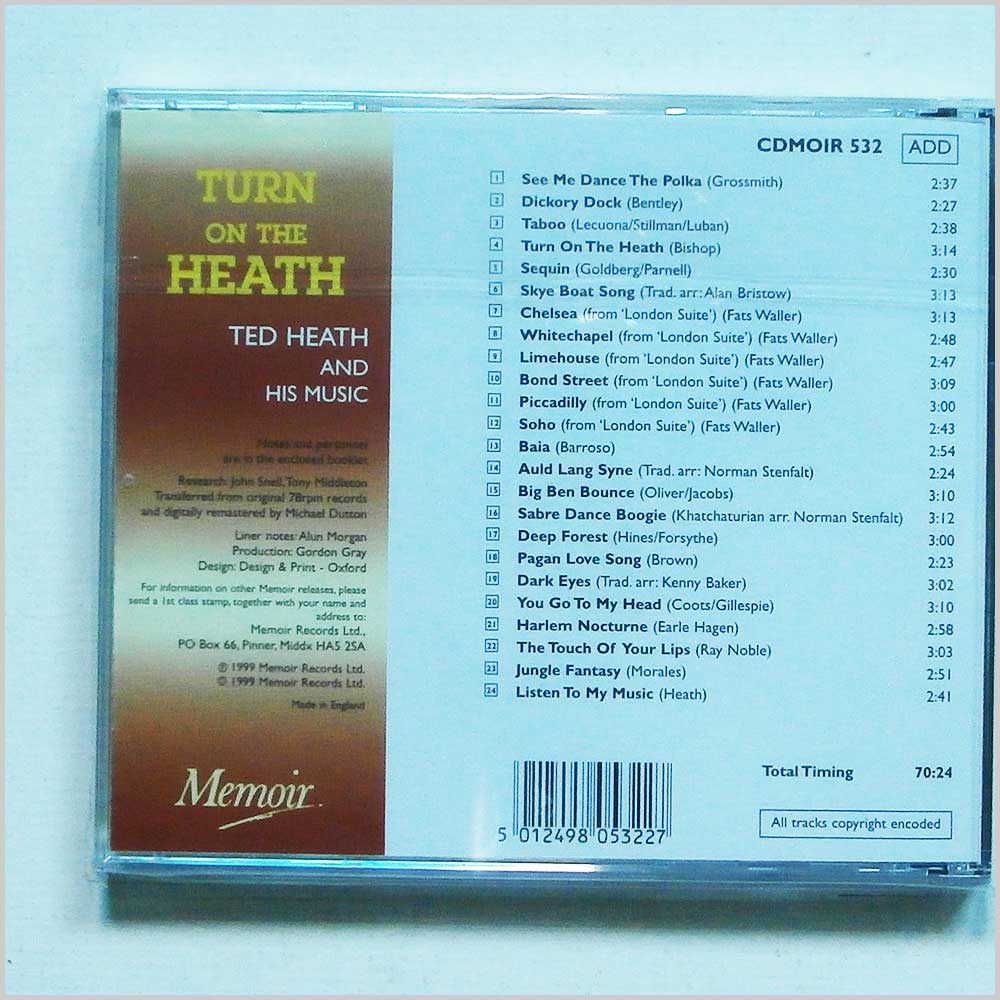 TURN
ON THE
HEATH
TED HEATH
AND
HIS MUSIC
Notes and personnel
are in the enclosed booklet
Research: John Snell, Tony Middleton
Transferred from original 78rpm records
and digitally remastered by Michael Dutton
Liner notes: Alun Morgan
Production: Gordon Gray
Design: Design & Print - Oxford
For information on other Memoir releases, please
send a 1st class stamp, together with your name and
address to:
Memoir Records Ltd.,
PO Box 66, Pinner, Middx HA5 2SA
℗ 1999 Memoir Records Ltd.
© 1999 Memoir Records Ltd.
Made in England
Memoir
CDMOIR 532 ADD
1 See Me Dance The Polka (Grossmith) 2:37
2 Dickory Dock (Bentley) 2:27
3 Taboo (Lecuona/Stillman/Luban) 2:38
4 Turn On The Heath (Bishop) 3:14
5 Sequin (Goldberg/Parnell) 2:30
6 Skye Boat Song (Trad. arr: Alan Bristow) 3:13
7 Chelsea (from ‘London Suite’) (Fats Waller) 3:13
8 Whitechapel (from ‘London Suite’) (Fats Waller) 2:48
9 Limehouse (from ‘London Suite’) (Fats Waller) 2:47
10 Bond Street (from ‘London Suite’) (Fats Waller) 3:09
11 Piccadilly (from ‘London Suite’) (Fats Waller) 3:00
12 Soho (from ‘London Suite’) (Fats Waller) 2:43
13 Baia (Barroso) 2:54
14 Auld Lang Syne (Trad. arr: Norman Stenfalt) 2:24
15 Big Ben Bounce (Oliver/Jacobs) 3:10
16 Sabre Dance Boogie (Khatchaturian arr. Norman Stenfalt) 3:12
17 Deep Forest (Hines/Forsythe) 3:00
18 Pagan Love Song (Brown) 2:23
19 Dark Eyes (Trad. arr: Kenny Baker) 3:02
20 You Go To My Head (Coots/Gillespie) 3:10
21 Harlem Nocturne (Earle Hagen) 2:58
22 The Touch Of Your Lips (Ray Noble) 3:03
23 Jungle Fantasy (Morales) 2:51
24 Listen To My Music (Heath) 2:41
Total Timing 70:24
All tracks copyright encoded
5 012498 053227